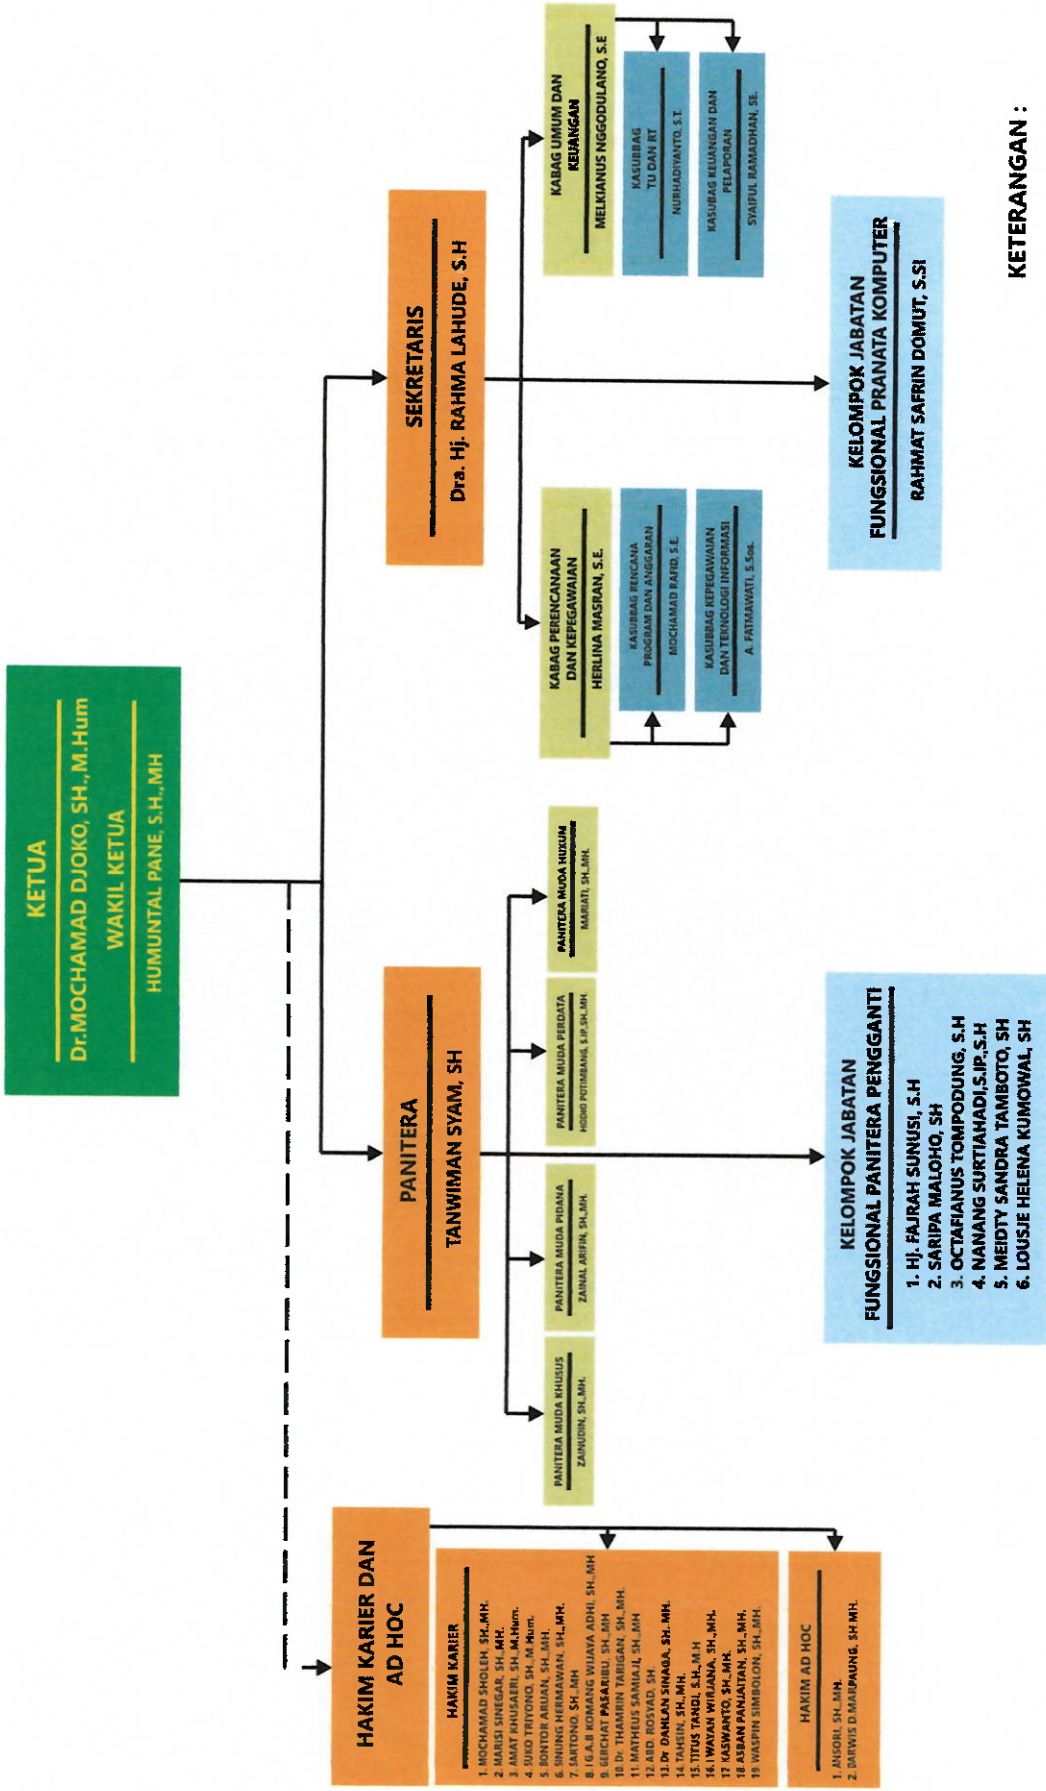 KETUA
Dr.MOCHAMAD DJOKO, SH.,M.Hum
WAKIL KETUA
HUMUNTAL PANE, S.H.,MH
HAKIM KARIER DAN
AD HOC
HAKIM KARIER
1. MOCHAMAD SHOLEH, SH.,MH.
2. MARISI SINEGAR, SH.,MH.
3. AMAT KHUSAERI, SH.,M.Hum.
4. SUKO TRIYONO, SH.,M.Hum.
5. BONTOR ARUAN, SH.,MH.
6. SINUNG HERMAWAN, SH.,MH.
7. SARTONO, SH.,MH
8. I G.A.B KOMANG WIJAYA ADHI, SH.,MH
9. GERCHAT PASARIBU, SH.,MH
10. Dr. THAMRIN TARIGAN, SH.,MH.
11. MATHEUS SAMIAJI, SH.,MH
12. ABD. ROSYAD, SH.
13. Dr DAHLAN SINAGA, SH.,MH.
14. TAHSIN, SH.,MH.
15. TITUS TANDI, S.H.,M.H
16. I WAYAN WIRJANA, SH.,MH.
17 KASWANTO, SH.,MH.
18. ASBAN PANJAITAN, SH.,MH.
19. WASPIN SIMBOLON, SH.,MH.
HAKIM AD HOC
1. ANSORI, SH.,MH.
2. DARWIS D.MARPAUNG, SH.MH.
PANITERA
TANWIMAN SYAM, SH
PANITERA MUDA KHUSUS
ZAINUDIN, SH.,MH.
PANITERA MUDA PIDANA
ZAINAL ARIFIN, SH.,MH.
PANITERA MUDA PERDATA
HODIO POTIMBANG, S.IP,SH.,MH.
PANITERA MUDA HUKUM
MARIATI, SH.,MH.
KELOMPOK JABATAN
FUNGSIONAL PANITERA PENGGANTI
1. Hj. FAJRAH SUNUSI, S.H
2. SARIPA MALOHO, SH
3. OCTAFIANUS TOMPODUNG, S.H
4. NANANG SURTIAHADI,S.IP.,S.H
5. MEIDTY SANDRA TAMBOTO, SH
6. LOUSJE HELENA KUMOWAL, SH
SEKRETARIS
Dra. Hj. RAHMA LAHUDE, S.H
KABAG PERENCANAAN
DAN KEPEGAWAIAN
HERLINA MASRAN, S.E.
KASUBBAG RENCANA
PROGRAM DAN ANGGARAN
MOCHAMAD RAFID, S.E.
KASUBBAG KEPEGAWAIAN
DAN TEKNOLOGI INFORMASI
A. FATMAWATI, S.Sos.
KABAG UMUM DAN
KEUANGAN
MELKIANUS NGGODULANO, S.E
KASUBBAG
TU DAN RT
NURHADIYANTO, S.T.
KASUBAG KEUANGAN DAN
PELAPORAN
SYAIFUL RAMADHAN, SE.
KELOMPOK JABATAN
FUNGSIONAL PRANATA KOMPUTER
RAHMAT SAFRIN DOMUT, S.SI
KETERANGAN :